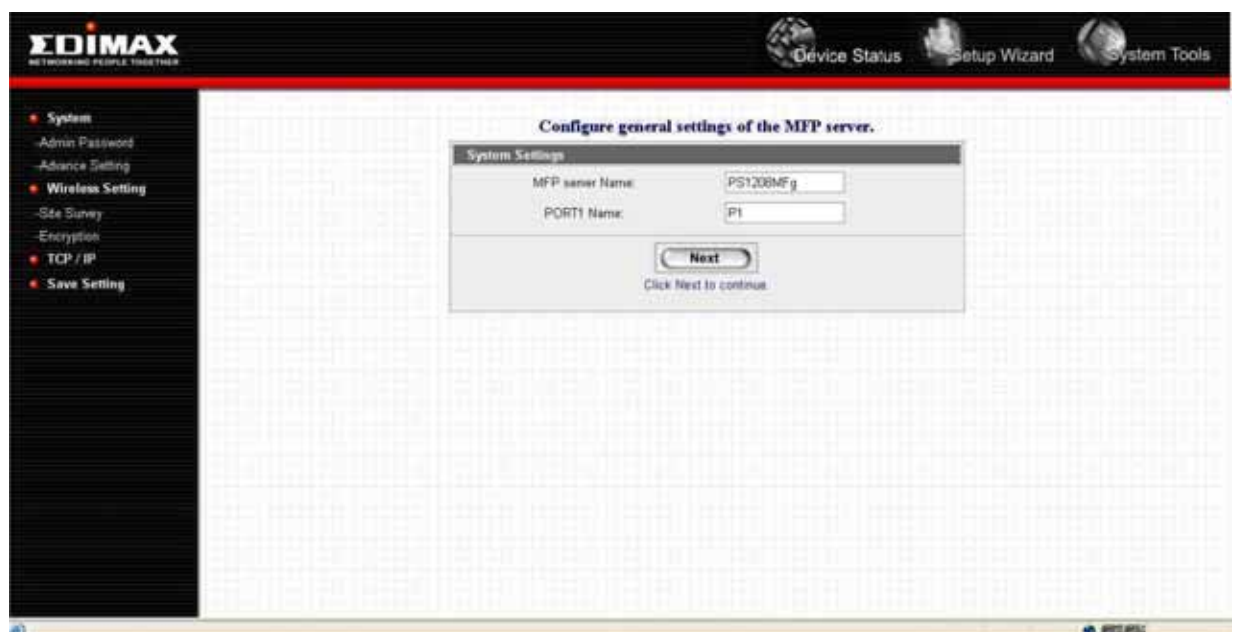 EDIMAX
NETWORKING PEOPLE TOGETHER
Device Status
Setup Wizard
System Tools
System
-Admin Password
-Advance Setting
Wireless Setting
-Site Survey
-Encryption
TCP / IP
Save Setting
Configure general settings of the MFP server.
System Settings
MFP server Name: PS1208MFg
PORT1 Name: P1
Next
Click Next to continue.